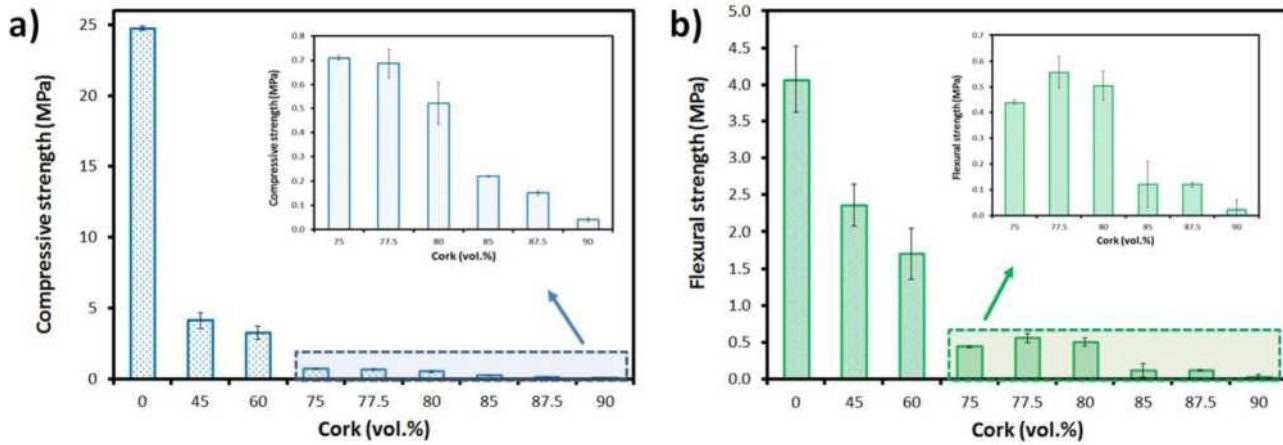 a)
Compressive strength (MPa)
25
20
15
10
5
0
0 45 60 75 77.5 80 85 87.5 90
Cork (vol.%)
Compressive strength (MPa)
0.8
0.7
0.6
0.5
0.4
0.3
0.2
0.1
0
75 77.5 80 85 87.5 90
Cork (vol.%)
b)
Flexural strength (MPa)
5.0
4.5
4.0
3.5
3.0
2.5
2.0
1.5
1.0
0.5
0.0
0 45 60 75 77.5 80 85 87.5 90
Cork (vol.%)
Flexural strength (MPa)
0.7
0.6
0.5
0.4
0.3
0.2
0.1
0
75 77.5 80 85 87.5 90
Cork (vol.%)